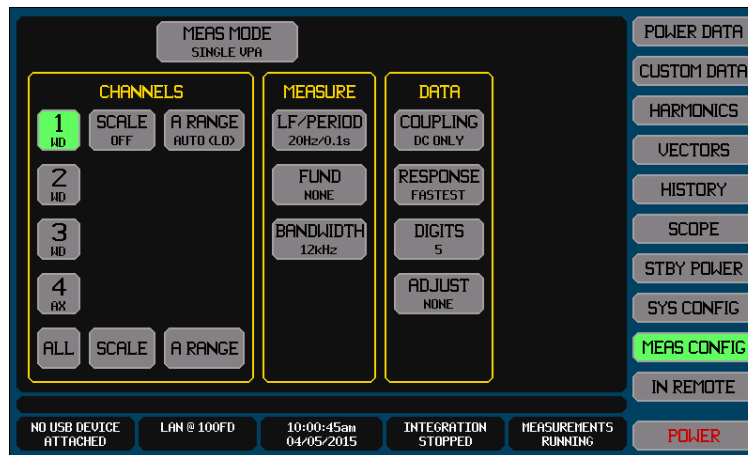 MEAS MODE
SINGLE VPA
CHANNELS
1
WD
SCALE
OFF
A RANGE
AUTO (LO)
2
WD
3
WD
4
AX
ALL
SCALE
A RANGE
MEASURE
LF/PERIOD
20Hz/0.1s
FUND
NONE
BANDWIDTH
12kHz
DATA
COUPLING
DC ONLY
RESPONSE
FASTEST
DIGITS
5
ADJUST
NONE
POWER DATA
CUSTOM DATA
HARMONICS
VECTORS
HISTORY
SCOPE
STBY POWER
SYS CONFIG
MEAS CONFIG
IN REMOTE
POWER
NO USB DEVICE
ATTACHED
LAN @ 100FD
10:00:45am
04/05/2015
INTEGRATION
STOPPED
MEASUREMENTS
RUNNING